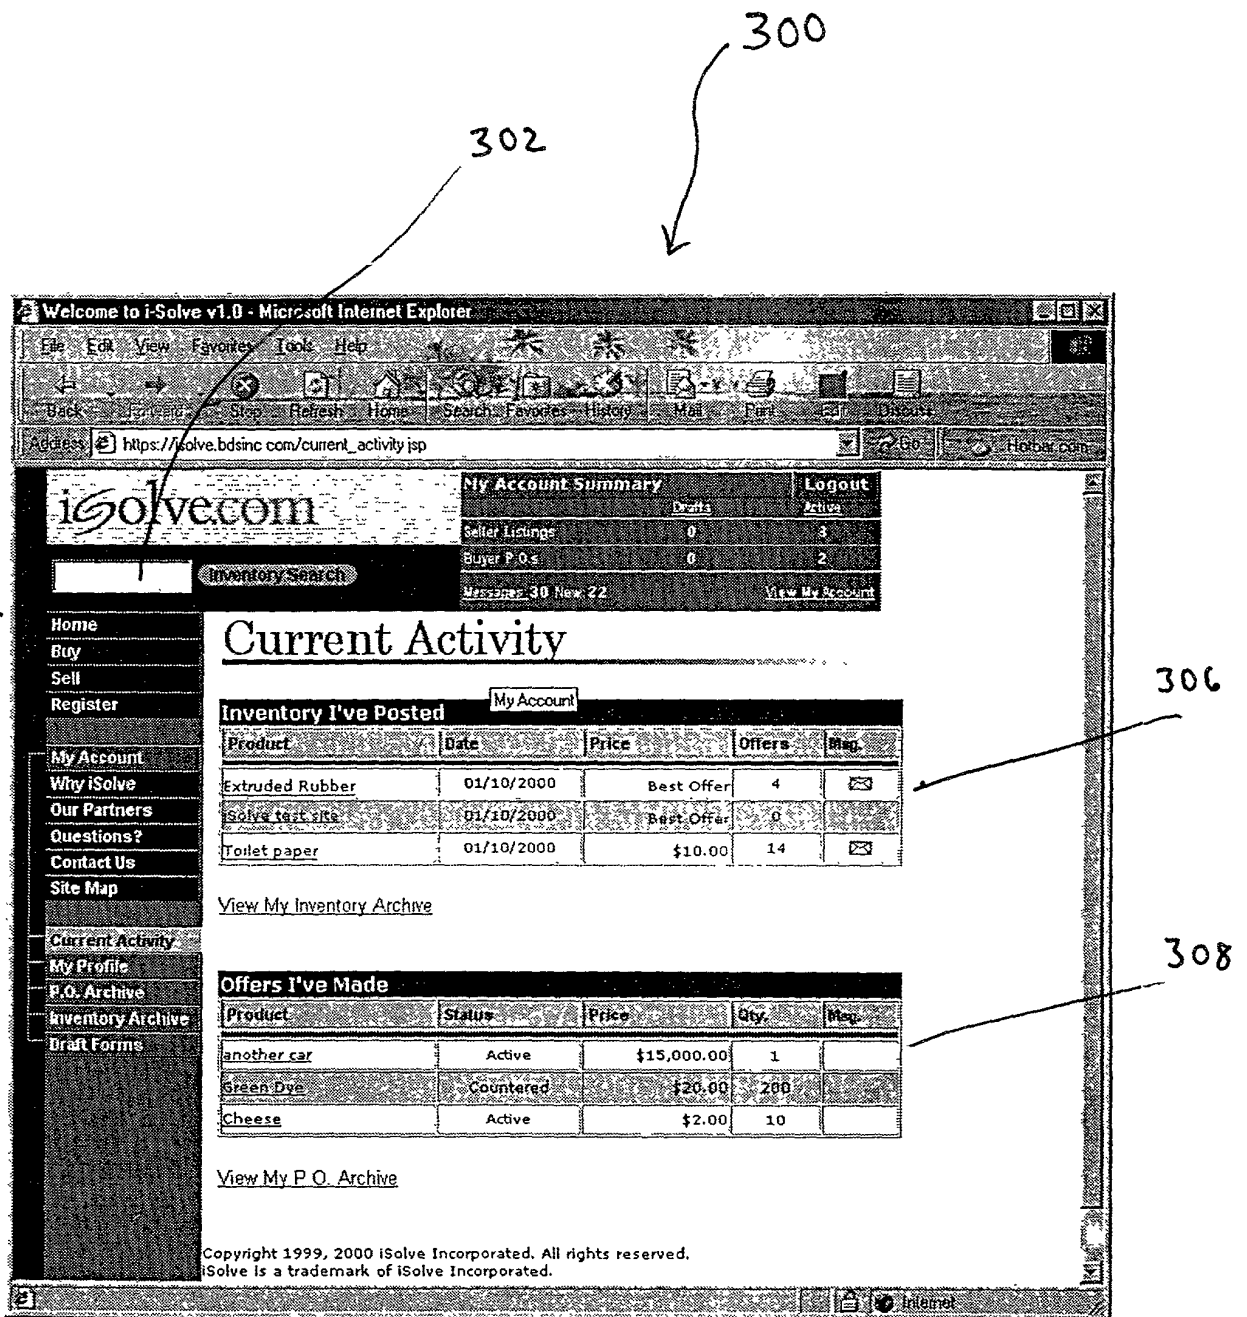 300
302
Welcome to i-Solve v1.0 - Microsoft Internet Explorer
File Edit View Favorites Tools Help
Back Forward Stop Refresh Home Search Favorites History Mail Print Edit Discuss
Address https://isolve.bdsinc com/current_activity jsp Go Hotbar.com
isolve.com
My Account Summary Logout
Drafts Active
Seller Listings 0 3
Buyer P.O.s 0 2
Messages 30 New 22 View My Account
Inventory Search
Home
Buy
Sell
Register
My Account
Why iSolve
Our Partners
Questions?
Contact Us
Site Map
Current Activity
My Profile
P.O. Archive
Inventory Archive
Draft Forms
Current Activity
My Account
306
Inventory I've Posted
Product Date Price Offers Msg.
Extruded Rubber 01/10/2000 Best Offer 4
iSolve test site 01/10/2000 Best Offer 0
Toilet paper 01/10/2000 $10.00 14
View My Inventory Archive
308
Offers I've Made
Product Status Price Qty. Msg.
another car Active $15,000.00 1
Green Dye Countered $20.00 200
Cheese Active $2.00 10
View My P O. Archive
Copyright 1999, 2000 iSolve Incorporated. All rights reserved.
iSolve is a trademark of iSolve Incorporated.
Internet